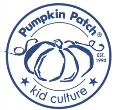 Pumpkin Patch®
EST.
1990
kid culture